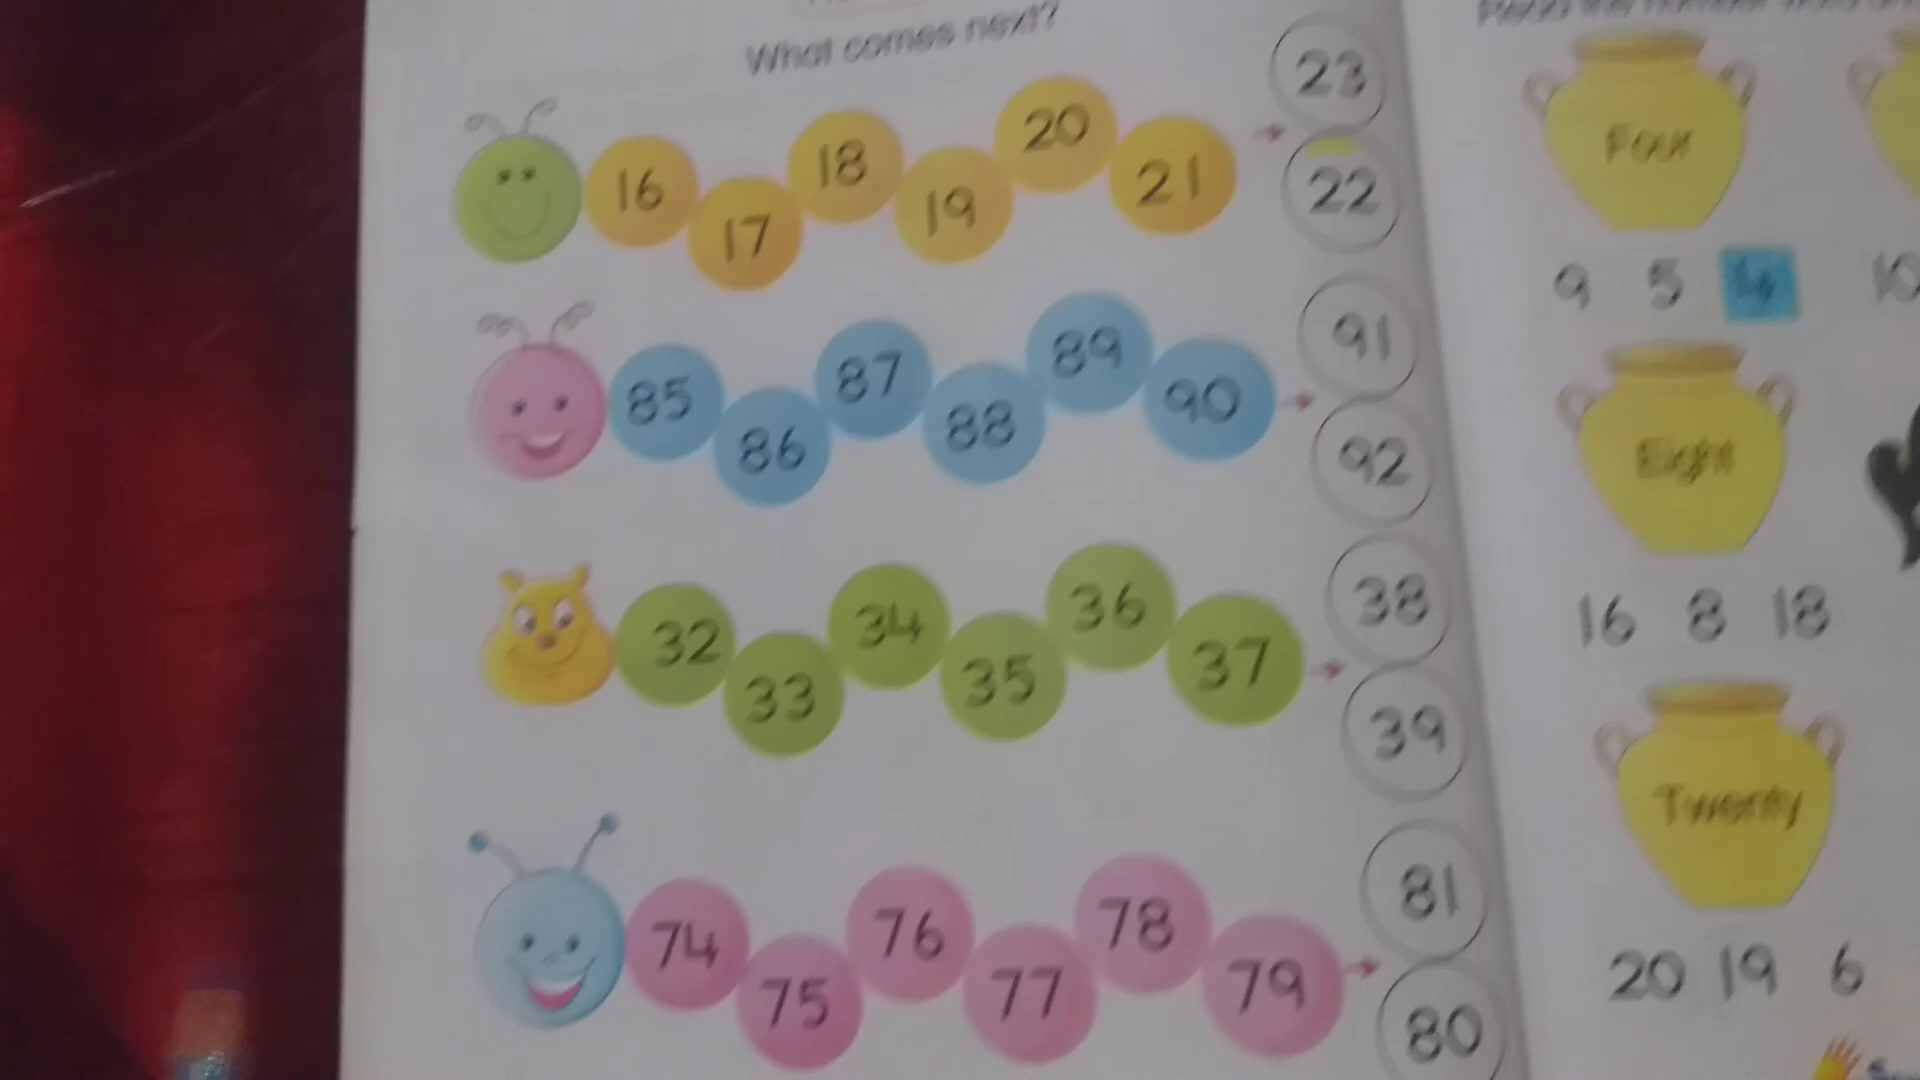 What comes next?
16 17 18 19 20 21
23
22
85 86 87 88 89 90
91
92
32 33 34 35 36 37
38
39
74 75 76 77 78 79
81
80
Four
9 5 4
10
Eight
16 8 18
Twenty
20 19 6